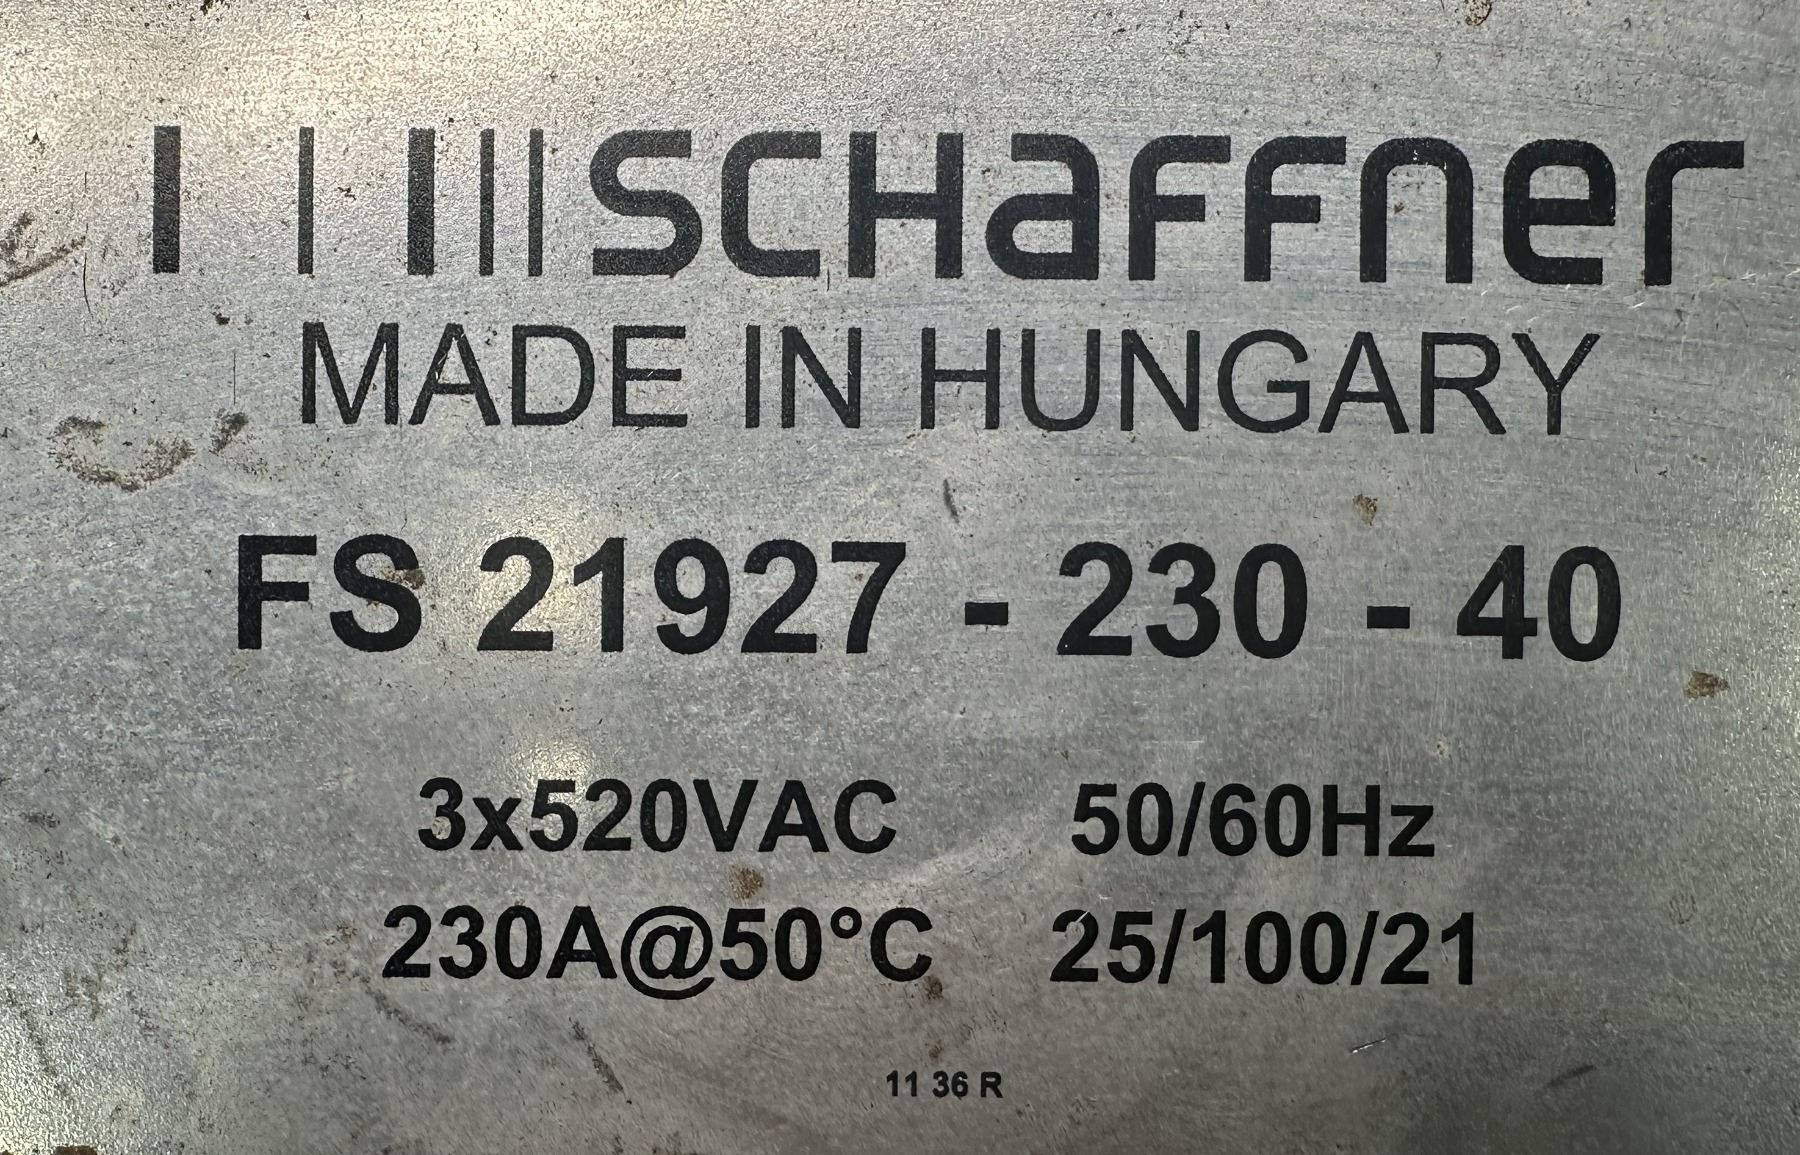 SCHAFFNER
MADE IN HUNGARY
FS 21927 - 230 - 40
3x520VAC 50/60Hz
230A@50°C 25/100/21
11 36 R